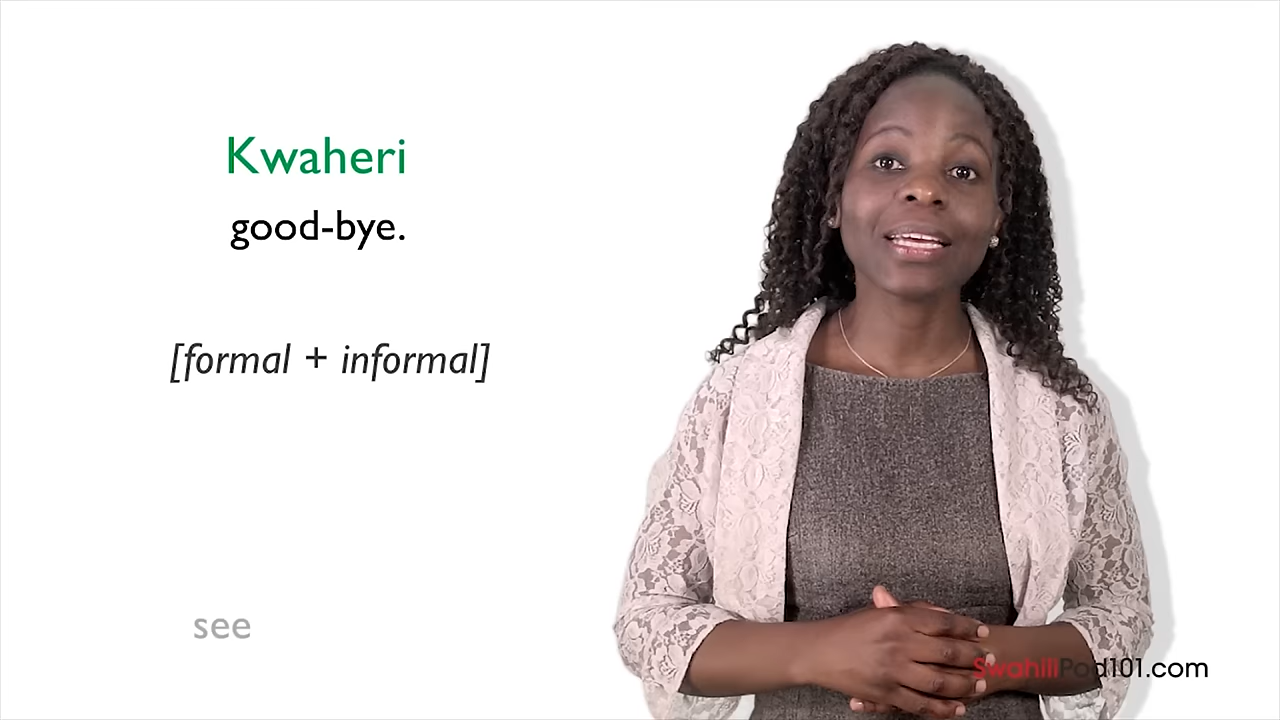 Kwaheri
good-bye.
[formal + informal]
see
SwahiliPod101.com